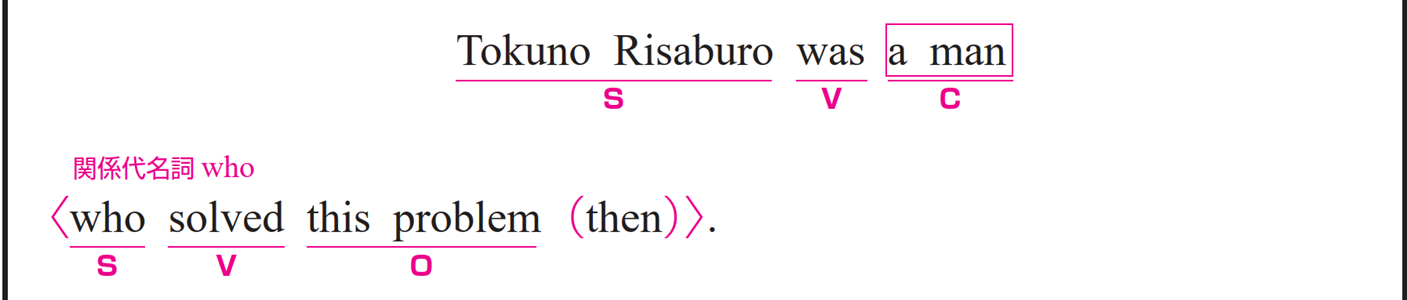 Tokuno Risaburo was a man
S V C
関係代名詞 who
〈who solved this problem (then)〉.
S V O